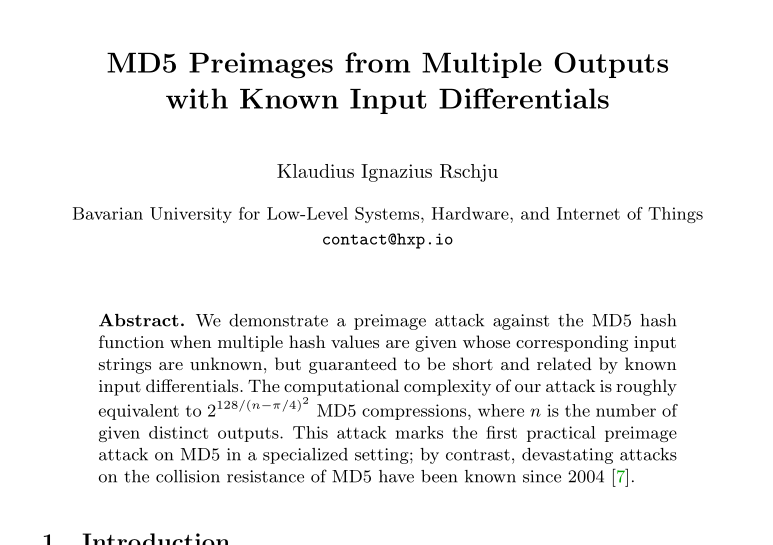 MD5 Preimages from Multiple Outputs
with Known Input Differentials
Klaudius Ignazius Rschju
Bavarian University for Low-Level Systems, Hardware, and Internet of Things
contact@hxp.io
Abstract. We demonstrate a preimage attack against the MD5 hash
function when multiple hash values are given whose corresponding input
strings are unknown, but guaranteed to be short and related by known
input differentials. The computational complexity of our attack is roughly
equivalent to 2^{128/(n−π/4)^2} MD5 compressions, where n is the number of
given distinct outputs. This attack marks the first practical preimage
attack on MD5 in a specialized setting; by contrast, devastating attacks
on the collision resistance of MD5 have been known since 2004 [7].
1 Introduction